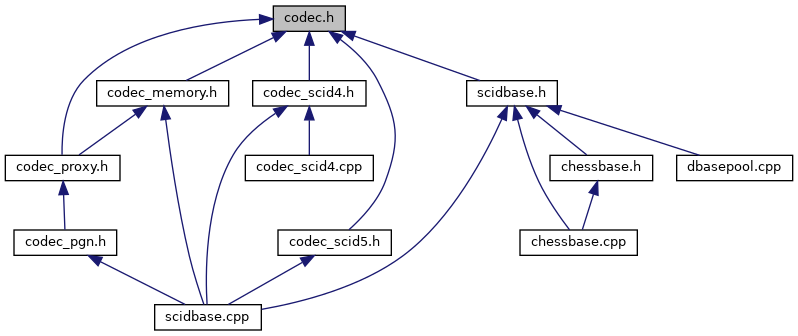 codec.h
codec_memory.h
codec_scid4.h
scidbase.h
codec_proxy.h
codec_scid4.cpp
chessbase.h
dbasepool.cpp
codec_pgn.h
codec_scid5.h
chessbase.cpp
scidbase.cpp